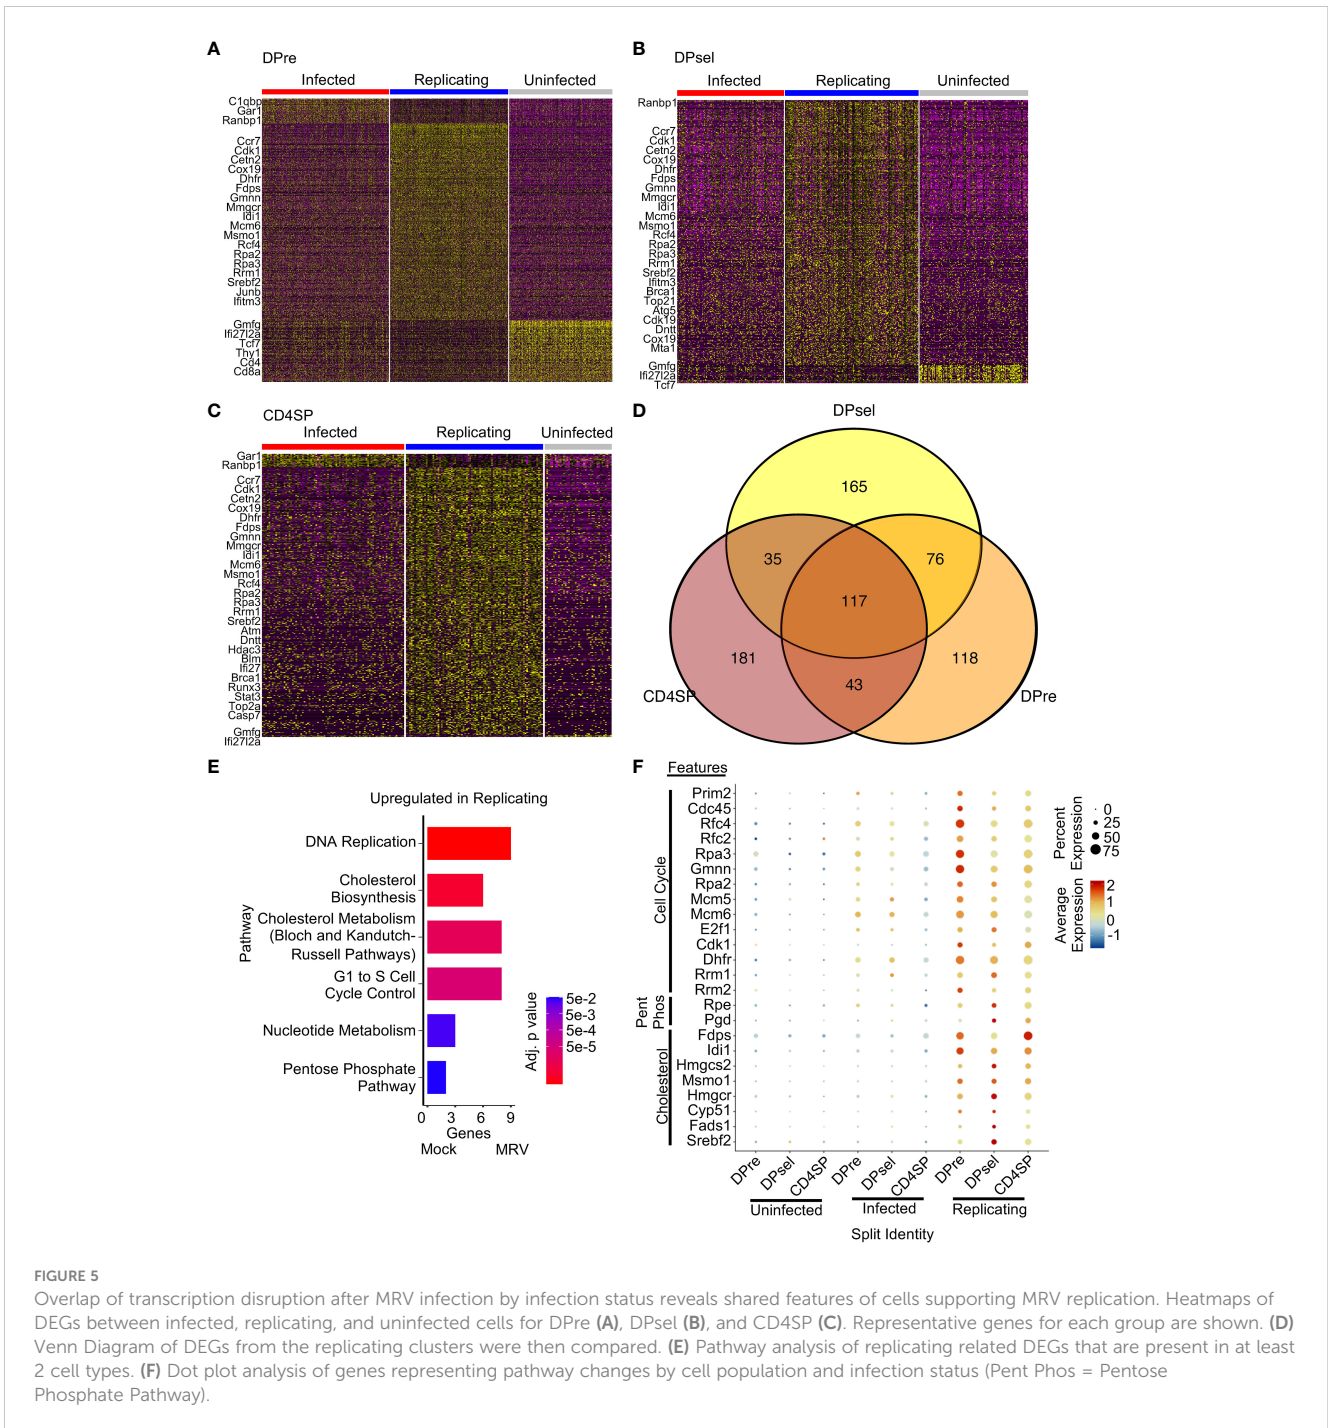 A
DPre
Infected Replicating Uninfected
C1qbp
Gar1
Ranbp1
Ccr7
Cdk1
Cetn2
Cox19
Dhfr
Fdps
Gmnn
Mmgcr
Idi1
Mcm6
Msmo1
Rcf4
Rpa2
Rpa3
Rrm1
Srebf2
Junb
Ifitm3
Gmfg
Ifi27l2a
Tcf7
Thy1
Cd4
Cd8a
B
DPsel
Infected Replicating Uninfected
Ranbp1
Ccr7
Cdk1
Cetn2
Cox19
Dhfr
Fdps
Gmnn
Mmgcr
Idi1
Mcm6
Msmo1
Rcf4
Rpa2
Rpa3
Rrm1
Srebf2
Ifitm3
Brca1
Top21
Atg5
Cdk19
Dntt
Cox19
Mta1
Gmfg
Ifi27l2a
Tcf7
C
CD4SP
Infected Replicating Uninfected
Gar1
Ranbp1
Ccr7
Cdk1
Cetn2
Cox19
Dhfr
Fdps
Gmnn
Mmgcr
Idi1
Mcm6
Msmo1
Rcf4
Rpa2
Rpa3
Rrm1
Srebf2
Atm
Dntt
Hdac3
Blm
Ifi27
Brca1
Runx3
Stat3
Top2a
Casp7
Gmfg
Ifi27l2a
D
DPsel
165
35 76
117
181 118
43
CD4SP DPre
E
Upregulated in Replicating
Pathway
DNA Replication
Cholesterol
Biosynthesis
Cholesterol Metabolism
(Bloch and Kandutch-
Russell Pathways)
G1 to S Cell
Cycle Control
Nucleotide Metabolism
Pentose Phosphate
Pathway
0 3 6 9
Genes
Mock MRV
Adj. p value
5e-2
5e-3
5e-4
5e-5
F
Features
Cell Cycle
Prim2
Cdc45
Rfc4
Rfc2
Rpa3
Gmnn
Rpa2
Mcm5
Mcm6
E2f1
Cdk1
Dhfr
Rrm1
Rrm2
Pent
Phos
Rpe
Pgd
Cholesterol
Fdps
Idi1
Hmgcs2
Msmo1
Hmgcr
Cyp51
Fads1
Srebf2
DPre DPsel CD4SP DPre DPsel CD4SP DPre DPsel CD4SP
Uninfected Infected Replicating
Split Identity
Percent
Expression
0
25
50
75
Average
Expression
2
1
0
-1
FIGURE 5
Overlap of transcription disruption after MRV infection by infection status reveals shared features of cells supporting MRV replication. Heatmaps of
DEGs between infected, replicating, and uninfected cells for DPre (A), DPsel (B), and CD4SP (C). Representative genes for each group are shown. (D)
Venn Diagram of DEGs from the replicating clusters were then compared. (E) Pathway analysis of replicating related DEGs that are present in at least
2 cell types. (F) Dot plot analysis of genes representing pathway changes by cell population and infection status (Pent Phos = Pentose
Phosphate Pathway).